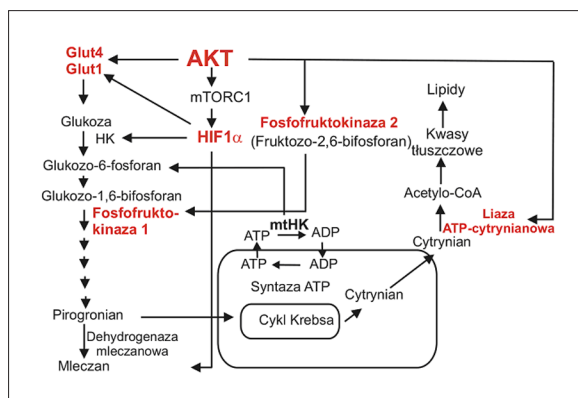 Glut4
Glut1
AKT
mTORC1
HIF1α
Glukoza
HK
Glukozo-6-fosforan
Glukozo-1,6-bifosforan
Fosfofrukto-
kinaza 1
Pirogronian
Dehydrogenaza
mleczanowa
Mleczan
Fosfofruktokinaza 2
(Fruktozo-2,6-bifosforan)
mtHK
ATP
ADP
ATP
ADP
Syntaza ATP
Cykl Krebsa
Cytrynian
Lipidy
Kwasy
tłuszczowe
Acetylo-CoA
Cytrynian
Liaza
ATP-cytrynianowa